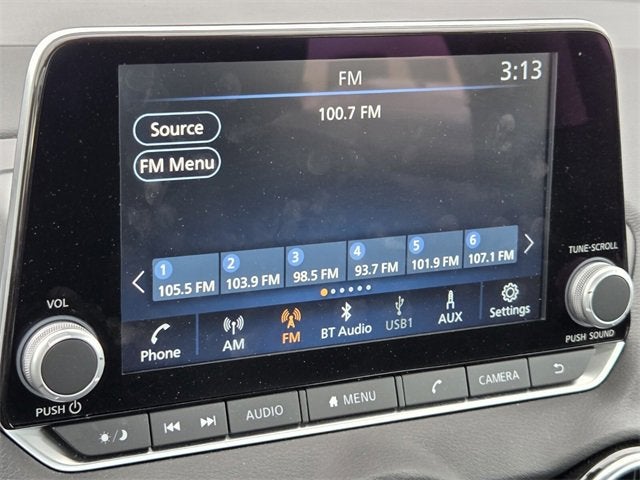 FM
3:13
100.7 FM
Source
FM Menu
1 2 3 4 5 6
105.5 FM 103.9 FM 98.5 FM 93.7 FM 101.9 FM 107.1 FM
Phone AM FM BT Audio USB1 AUX Settings
VOL
PUSH
TUNE·SCROLL
PUSH SOUND
AUDIO MENU CAMERA